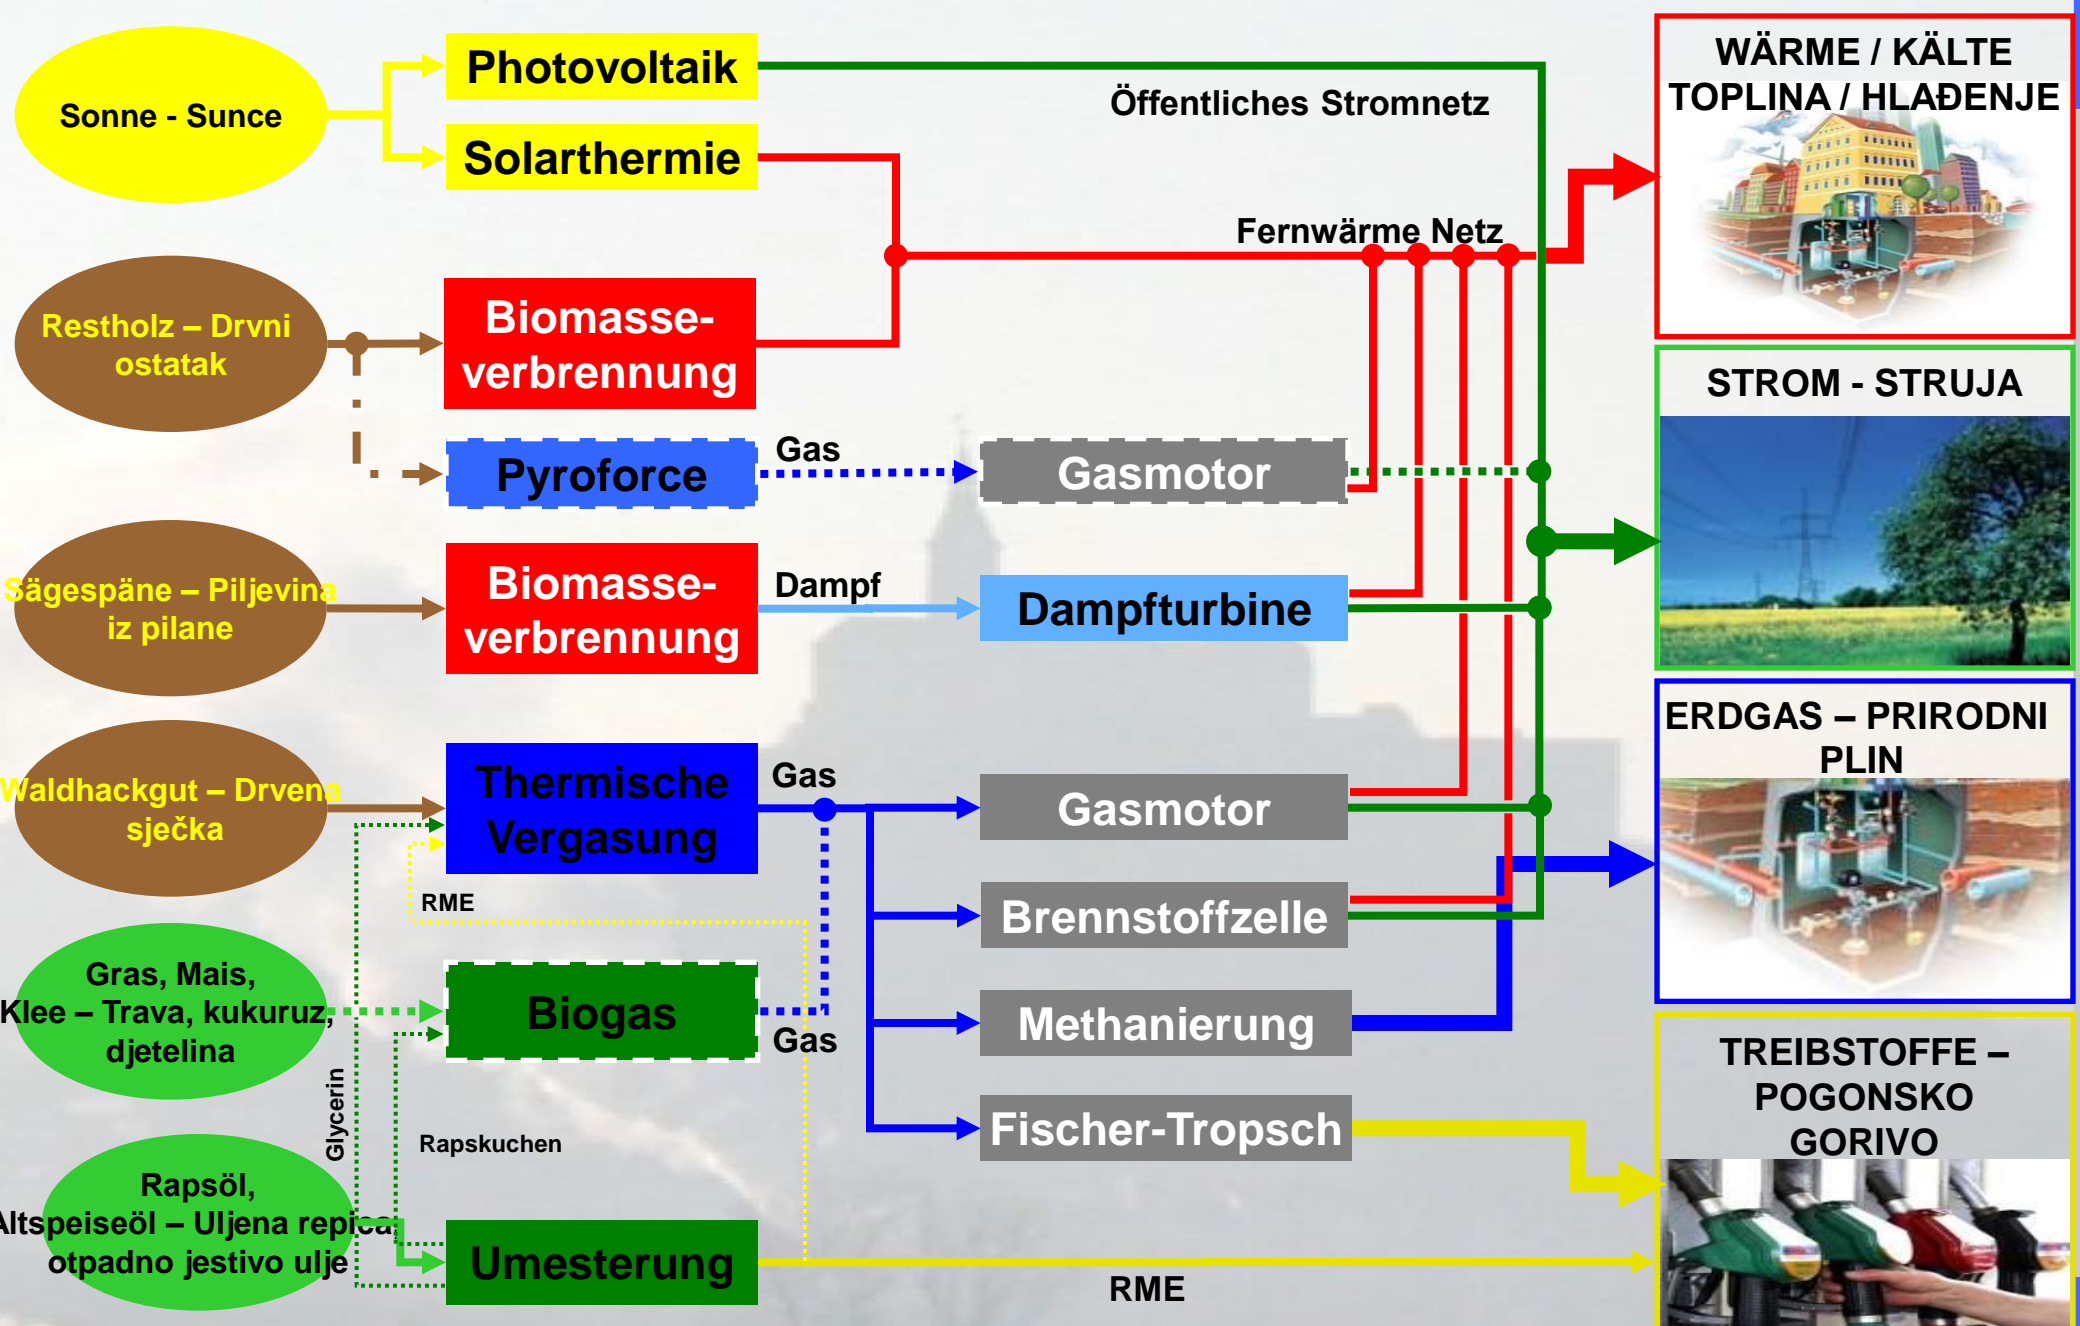 Sonne - Sunce
Photovoltaik
Solarthermie
Öffentliches Stromnetz
WÄRME / KÄLTE
TOPLINA / HLAĐENJE
Fernwärme Netz
Restholz – Drvni
ostatak
Biomasse-
verbrennung
STROM - STRUJA
Pyroforce
Gas
Gasmotor
Sägespäne – Piljevina
iz pilane
Biomasse-
verbrennung
Dampf
Dampfturbine
ERDGAS – PRIRODNI
PLIN
Waldhackgut – Drvena
sječka
Thermische
Vergasung
Gas
Gasmotor
RME
Brennstoffzelle
Gras, Mais,
Klee – Trava, kukuruz,
djetelina
Biogas
Gas
Methanierung
Glycerin
Rapskuchen
Fischer-Tropsch
TREIBSTOFFE –
POGONSKO
GORIVO
Rapsöl,
Altspeiseöl – Uljena repica,
otpadno jestivo ulje
Umesterung
RME